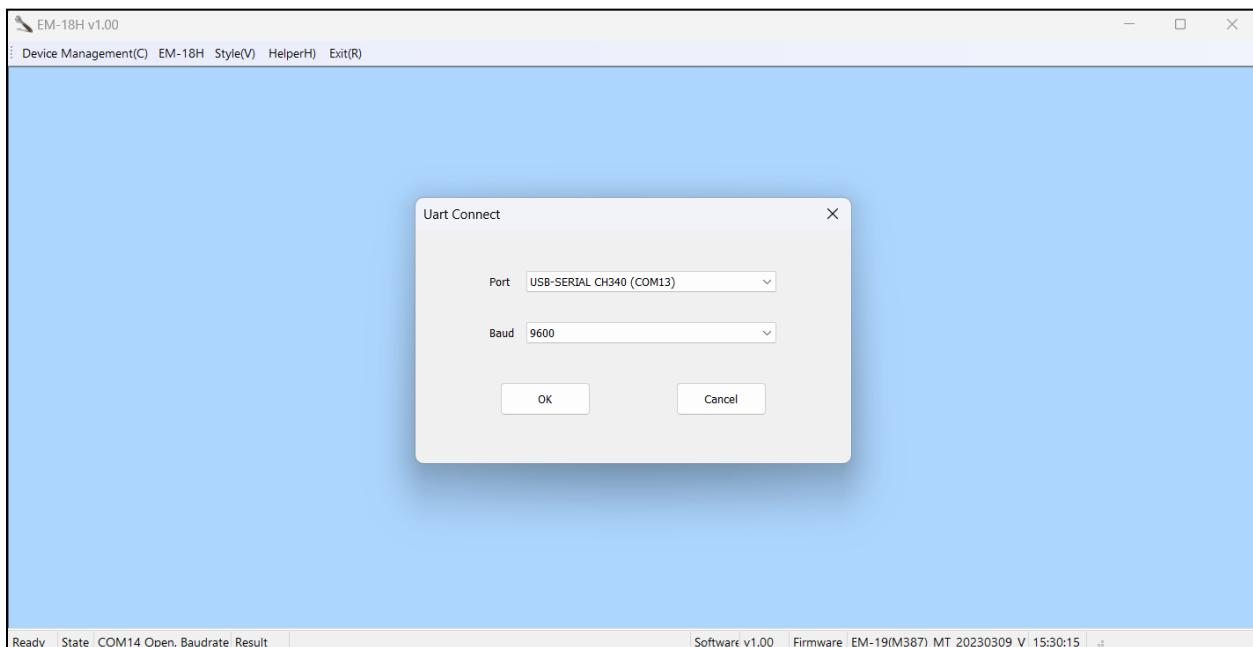 EM-18H v1.00
Device Management(C) EM-18H Style(V) HelperH) Exit(R)
Uart Connect
Port USB-SERIAL CH340 (COM13)
Baud 9600
OK Cancel
Ready State COM14 Open, Baudrate Result Software v1.00 Firmware EM-19(M387)_MT_20230309_V 15:30:15